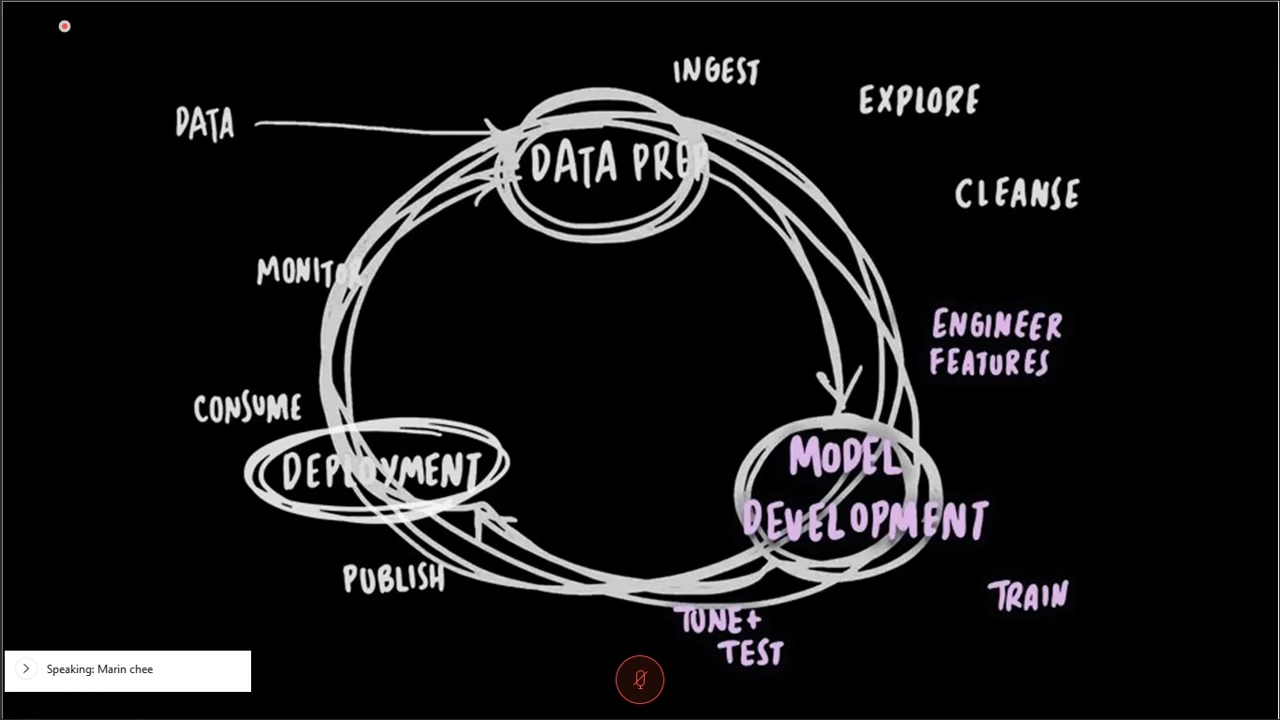 INGEST
EXPLORE
DATA
DATA PREP
CLEANSE
MONITOR
ENGINEER
FEATURES
CONSUME
MODEL
DEVELOPMENT
DEPLOYMENT
PUBLISH
TRAIN
TUNE+
TEST
Speaking: Marin chee